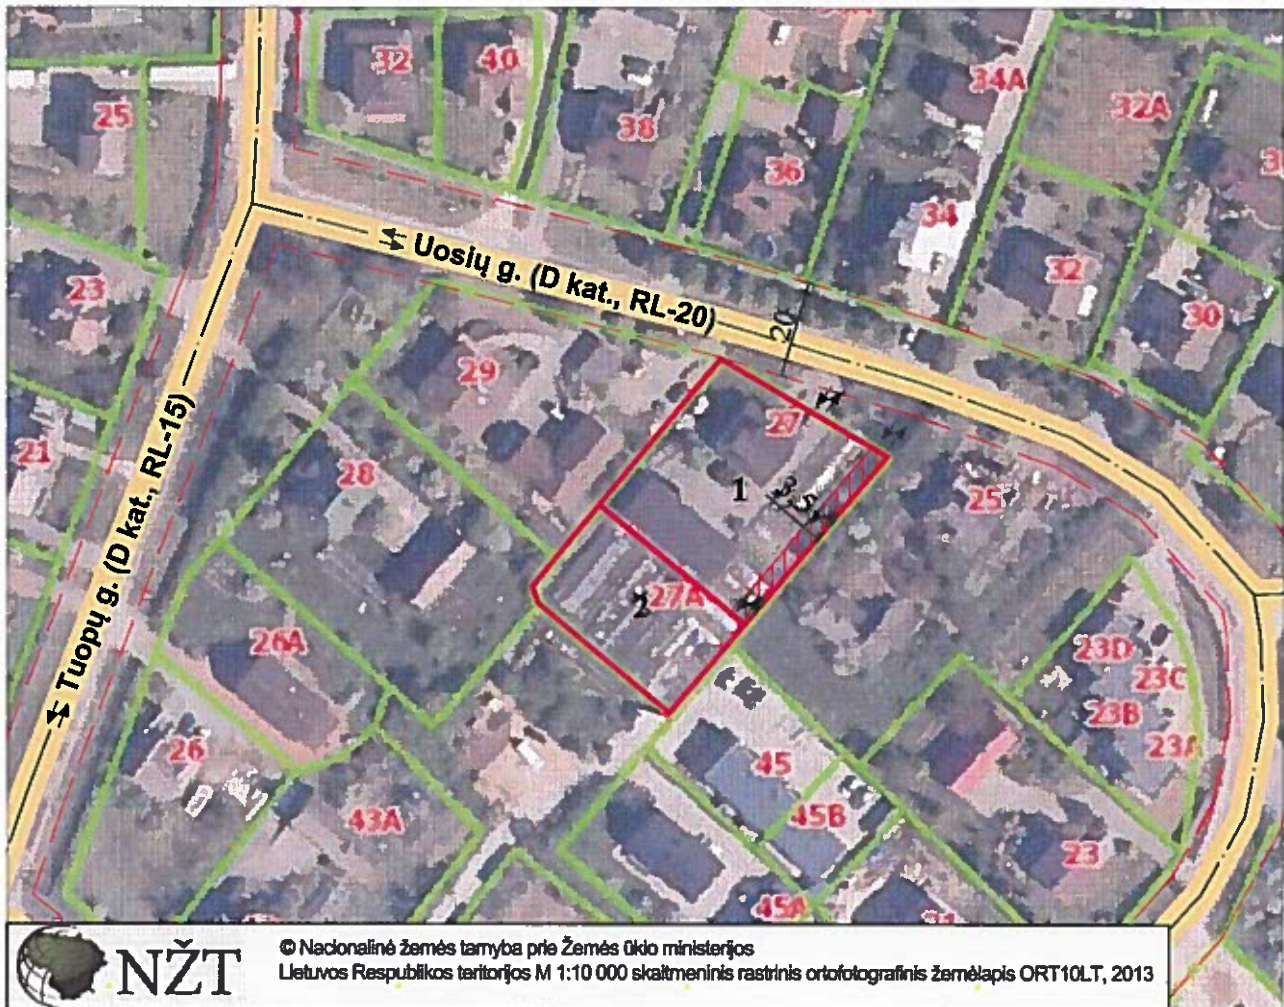 32
40
34A
25
38
32A
36
34
32
23
Uosių g. (D kat., RL-20)
30
20
29
27
21
28
1
3,5
25
Tuopų g. (D kat., RL-15)
2
27A
26A
23D
23C
23B
23A
26
45
43A
45B
23
45A
NŽT
© Nacionalinė žemės tarnyba prie Žemės ūkio ministerijos
Lietuvos Respublikos teritorijos M 1:10 000 skaitmeninis rastrinis ortofotografinis žemėlapis ORT10LT, 2013